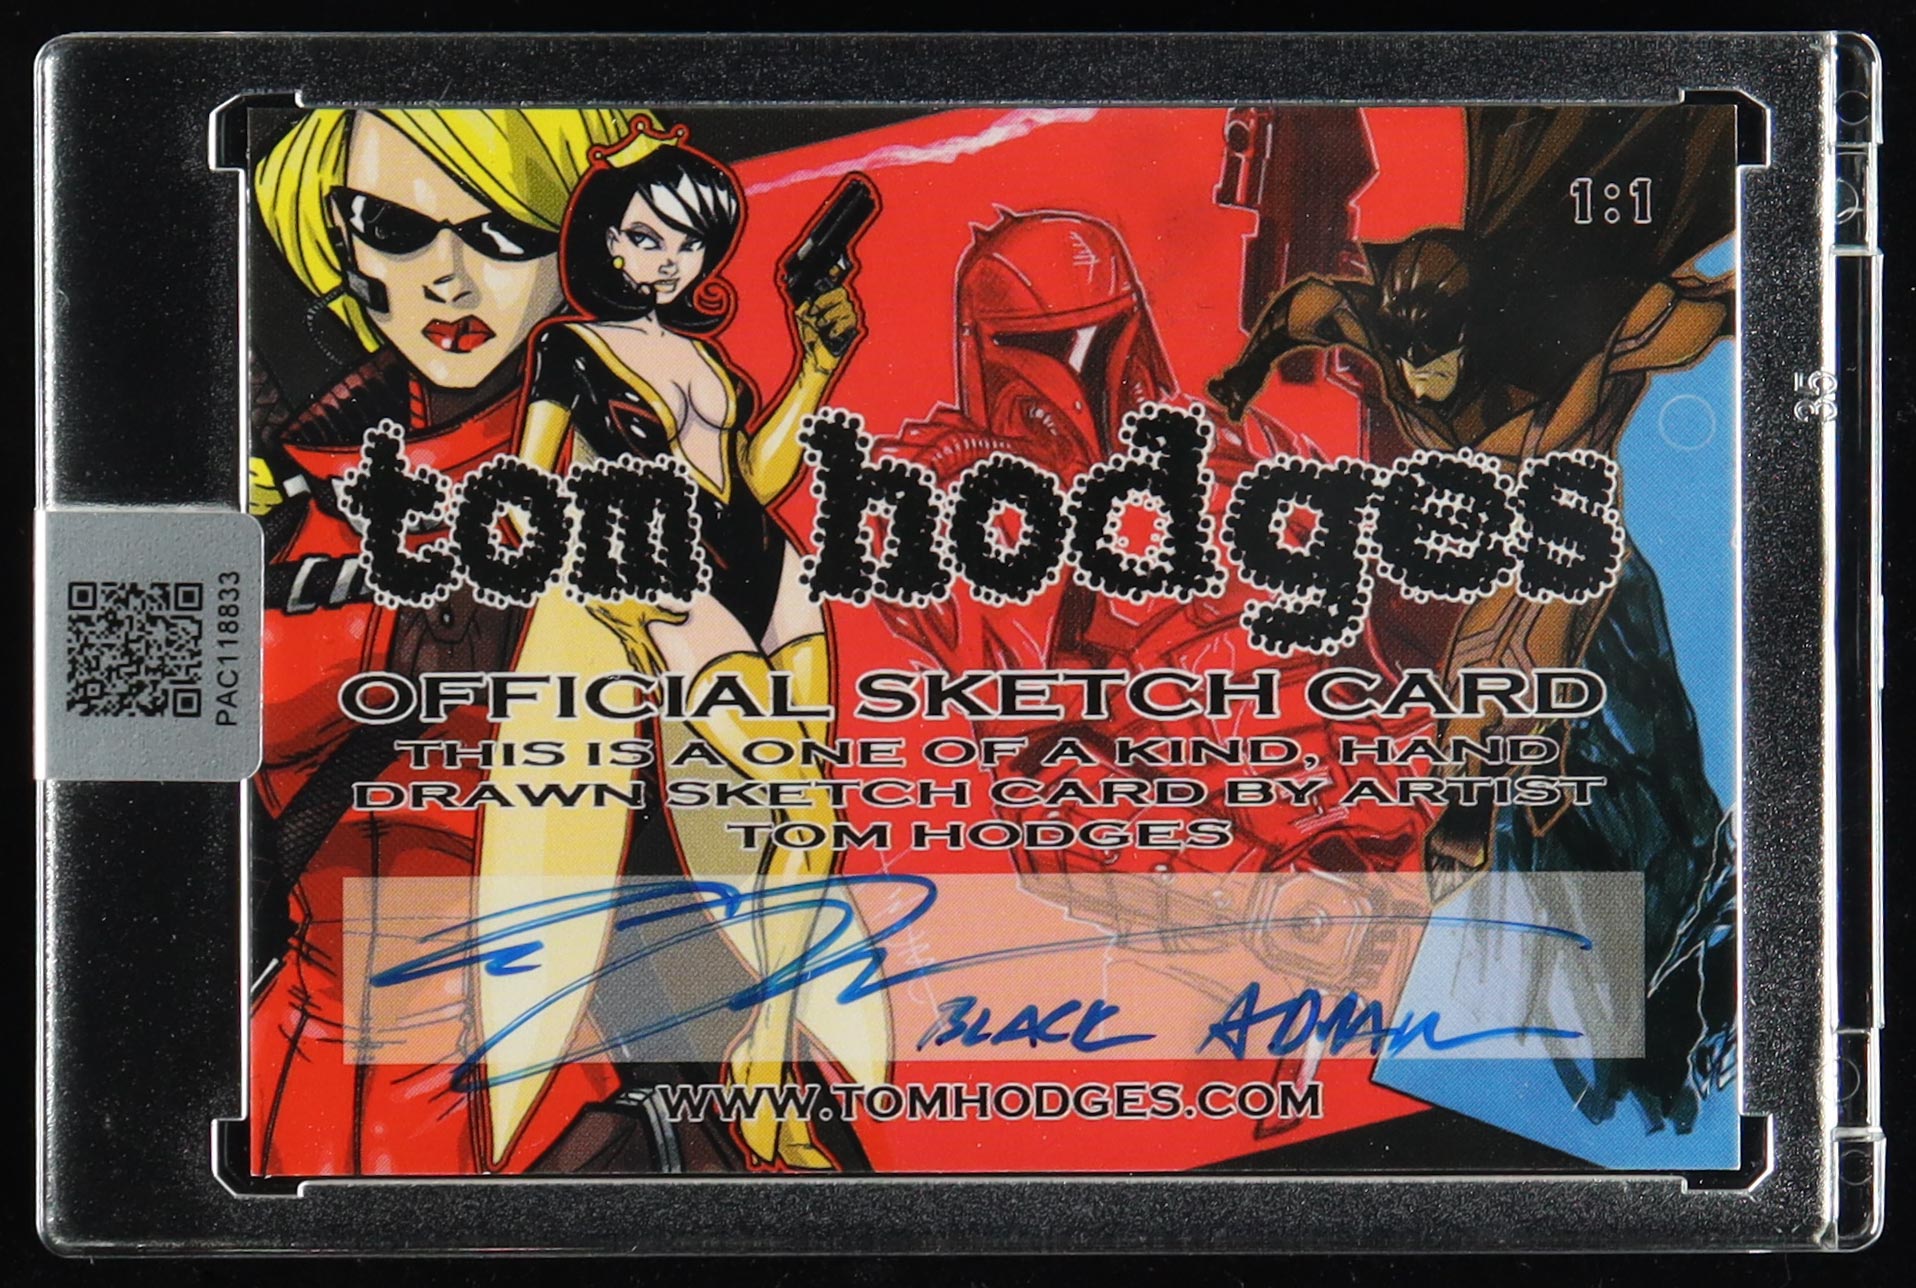 1:1
tom hodges
OFFICIAL SKETCH CARD
THIS IS A ONE OF A KIND, HAND
DRAWN SKETCH CARD BY ARTIST
TOM HODGES
BLACK ADAM
WWW.TOMHODGES.COM
PAC118833
35